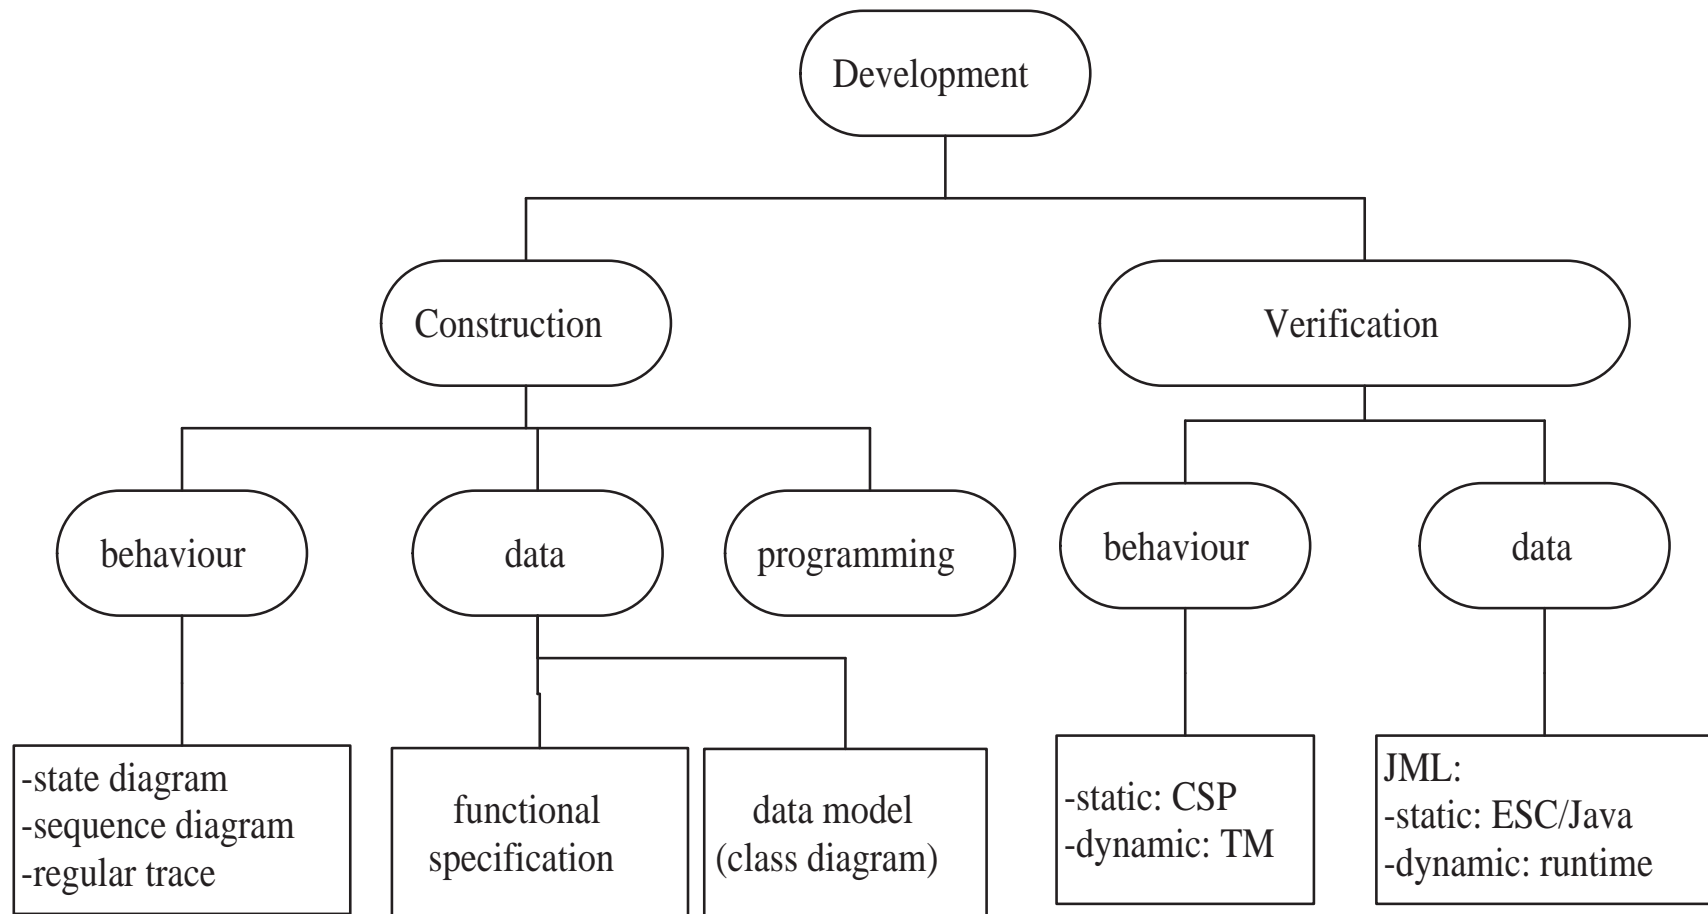 Development
Construction
Verification
behaviour
data
programming
behaviour
data
-state diagram
-sequence diagram
-regular trace
functional
specification
data model
(class diagram)
-static: CSP
-dynamic: TM
JML:
-static: ESC/Java
-dynamic: runtime